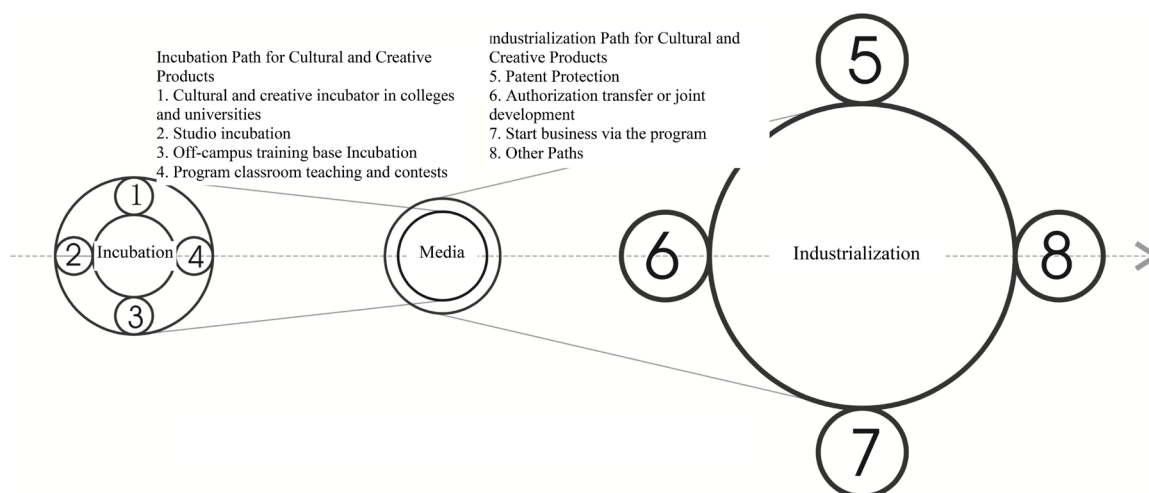 Incubation Path for Cultural and Creative
Products
1. Cultural and creative incubator in colleges
and universities
2. Studio incubation
3. Off-campus training base Incubation
4. Program classroom teaching and contests
ndustrialization Path for Cultural and
Creative Products
5. Patent Protection
6. Authorization transfer or joint
development
7. Start business via the program
8. Other Paths
1
2
Incubation
4
3
Media
5
6
Industrialization
8
7